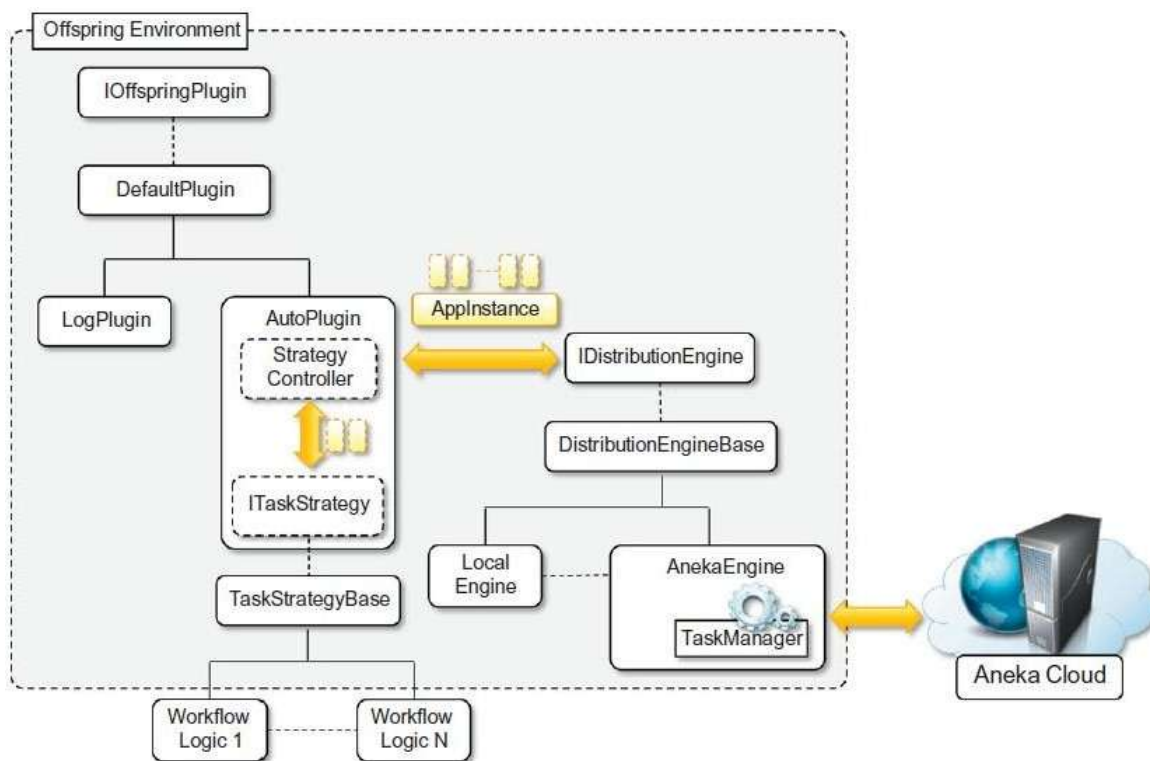 Offspring Environment
IOffspringPlugin
DefaultPlugin
LogPlugin
AutoPlugin
Strategy
Controller
ITaskStrategy
AppInstance
IDistributionEngine
DistributionEngineBase
Local
Engine
AnekaEngine
TaskManager
TaskStrategyBase
Workflow
Logic 1
Workflow
Logic N
Aneka Cloud